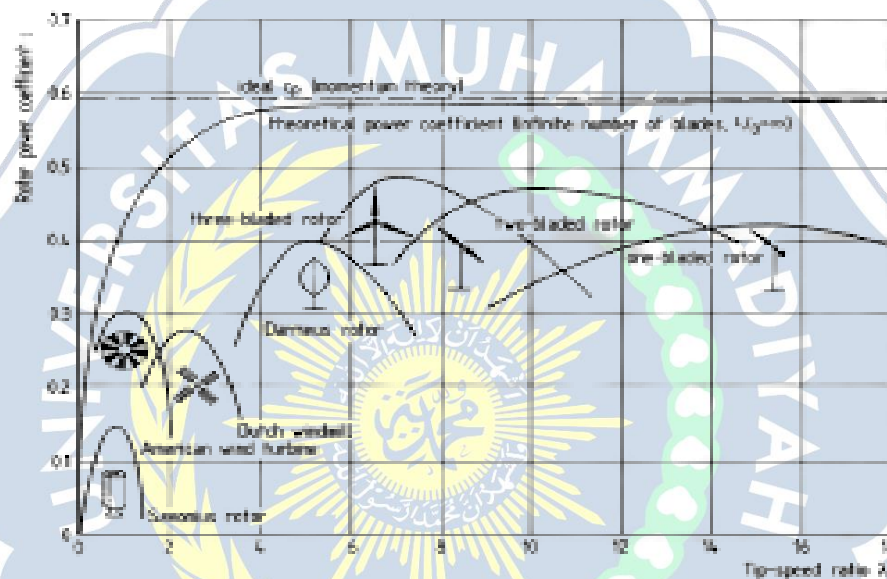 UNIVERSITAS MUHAMMADIYAH
0.7
Rotor power coefficient
ideal cp (momentum theory)
0.6
theoretical power coefficient (infinite number of blades,
0.5
three-bladed rotor
two-bladed rotor
0.4
one-bladed rotor
0.3
Darrieus rotor
0.2
Dutch windmill
American wind turbine
0.1
Savonius rotor
0
0 2 4 6 8 10 12 14 16 18
Tip-speed ratio λ